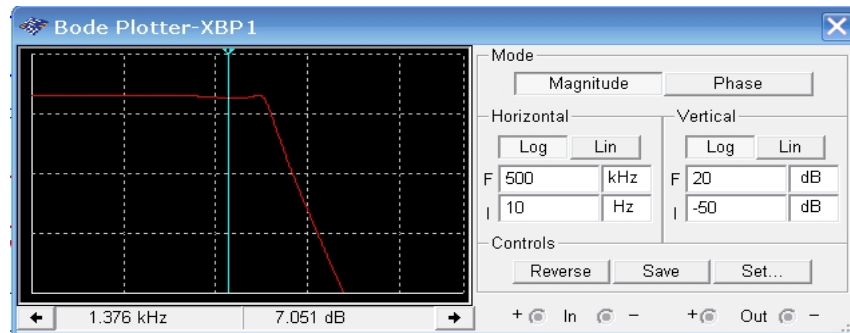 Bode Plotter-XBP1
Mode
Magnitude Phase
Horizontal
Log Lin
F 500 kHz
I 10 Hz
Vertical
Log Lin
F 20 dB
I -50 dB
Controls
Reverse Save Set...
1.376 kHz 7.051 dB
+ In - + Out -